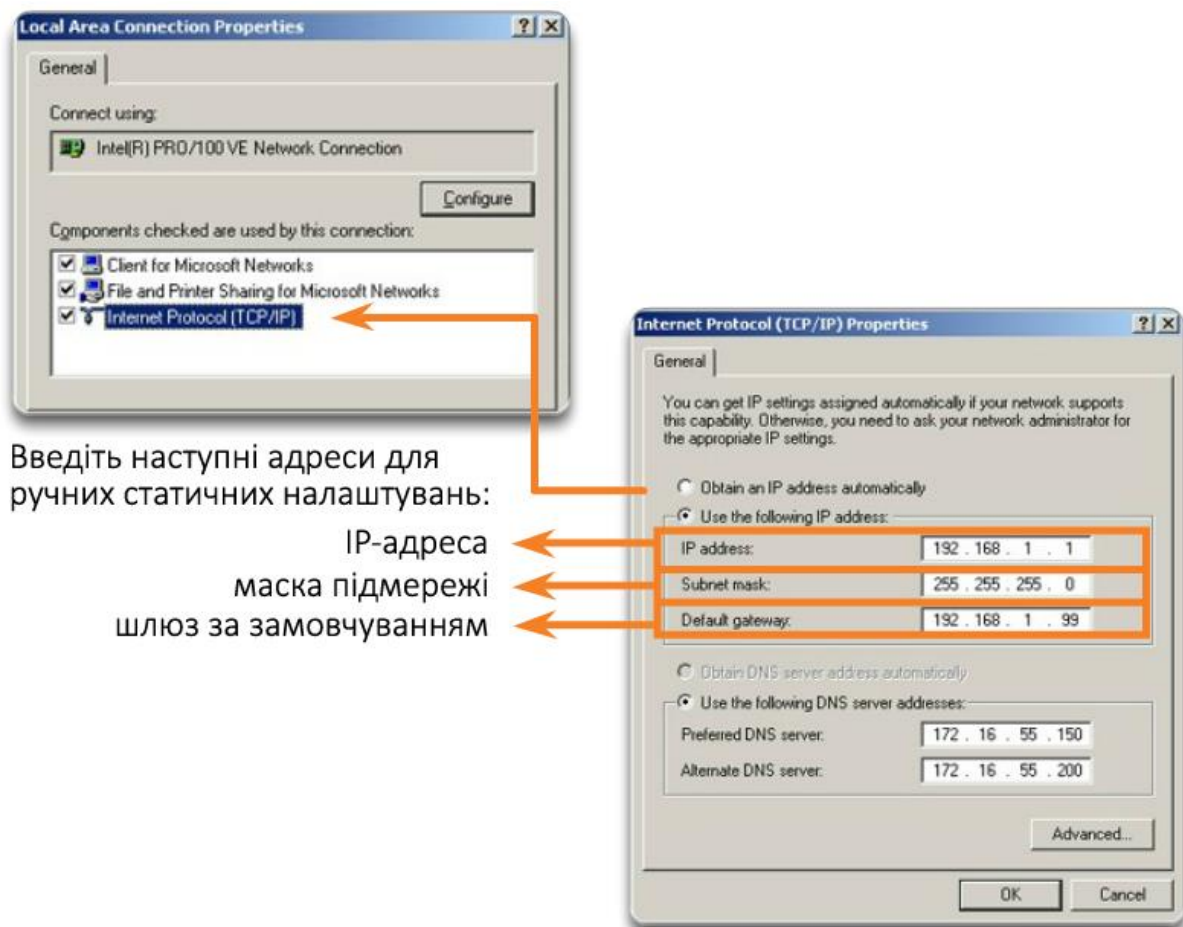 Local Area Connection Properties
General
Connect using:
Intel(R) PRO/100 VE Network Connection
Configure
Components checked are used by this connection:
Client for Microsoft Networks
File and Printer Sharing for Microsoft Networks
Internet Protocol (TCP/IP)
Введіть наступні адреси для
ручних статичних налаштувань:
IP-адреса
маска підмережі
шлюз за замовчуванням
Internet Protocol (TCP/IP) Properties
General
You can get IP settings assigned automatically if your network supports
this capability. Otherwise, you need to ask your network administrator for
the appropriate IP settings.
Obtain an IP address automatically
Use the following IP address:
IP address: 192 . 168 . 1 . 1
Subnet mask: 255 . 255 . 255 . 0
Default gateway: 192 . 168 . 1 . 99
Obtain DNS server address automatically
Use the following DNS server addresses:
Preferred DNS server: 172 . 16 . 55 . 150
Alternate DNS server: 172 . 16 . 55 . 200
Advanced...
OK Cancel